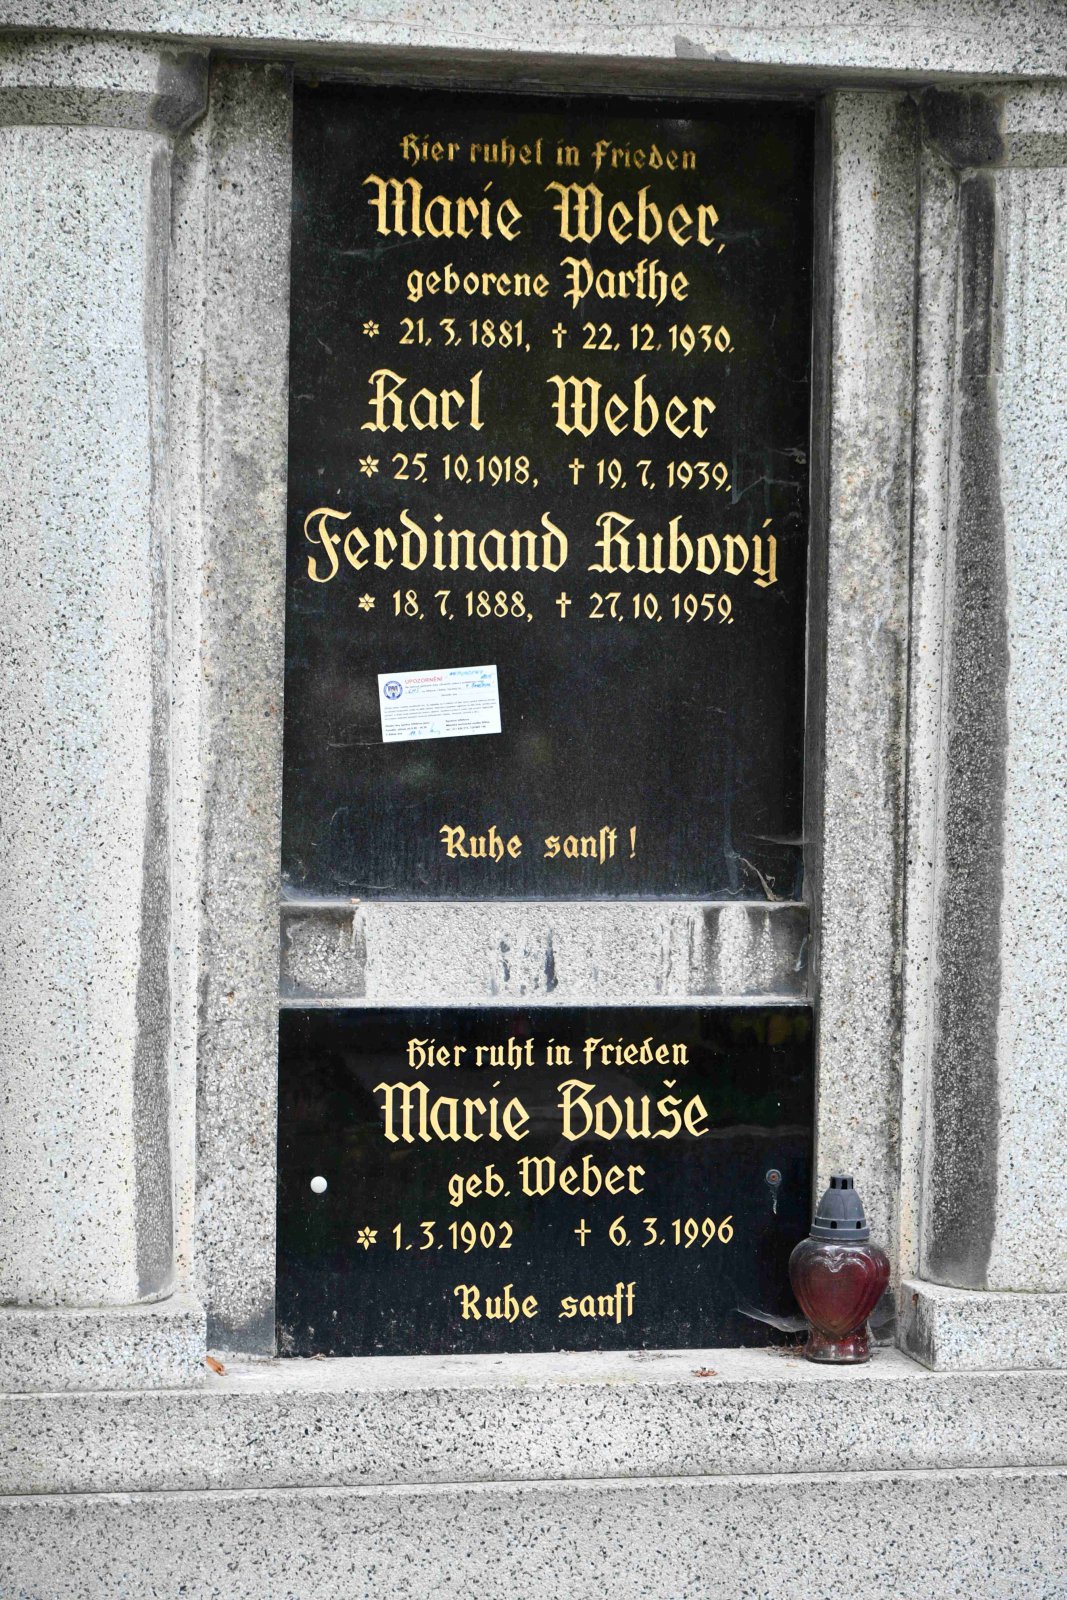 Hier ruhet in Frieden
Marie Weber,
geborene Parthe
* 21. 3. 1881, † 22. 12. 1930.
Karl Weber
* 25. 10. 1918, † 19. 7. 1939.
Ferdinand Kubový
* 18. 7. 1888, † 27. 10. 1959.
UPOZORNĚNÍ
Ruhe sanft!
Hier ruht in Frieden
Marie Bouše
geb. Weber
* 1. 3. 1902 † 6. 3. 1996
Ruhe sanft